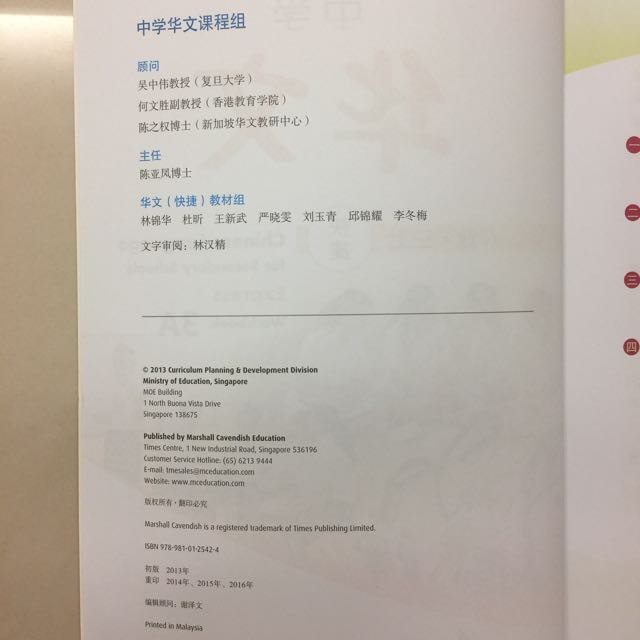 中学华文课程组
顾问
吴中伟教授（复旦大学）
何文胜副教授（香港教育学院）
陈之权博士（新加坡华文教研中心）
主任
陈亚凤博士
华文（快捷）教材组
林锦华 杜昕 王新武 严晓雯 刘玉青 邱锦耀 李冬梅
文字审阅：林汉精
© 2013 Curriculum Planning & Development Division
Ministry of Education, Singapore
MOE Building
1 North Buona Vista Drive
Singapore 138675
Published by Marshall Cavendish Education
Times Centre, 1 New Industrial Road, Singapore 536196
Customer Service Hotline: (65) 6213 9444
E-mail: tmesales@mceducation.com
Website: www.mceducation.com
版权所有·翻印必究
Marshall Cavendish is a registered trademark of Times Publishing Limited.
ISBN 978-981-01-2542-4
初版 2013年
重印 2014年、2015年、2016年
编辑顾问：谢泽文
Printed in Malaysia
一
二
三
四